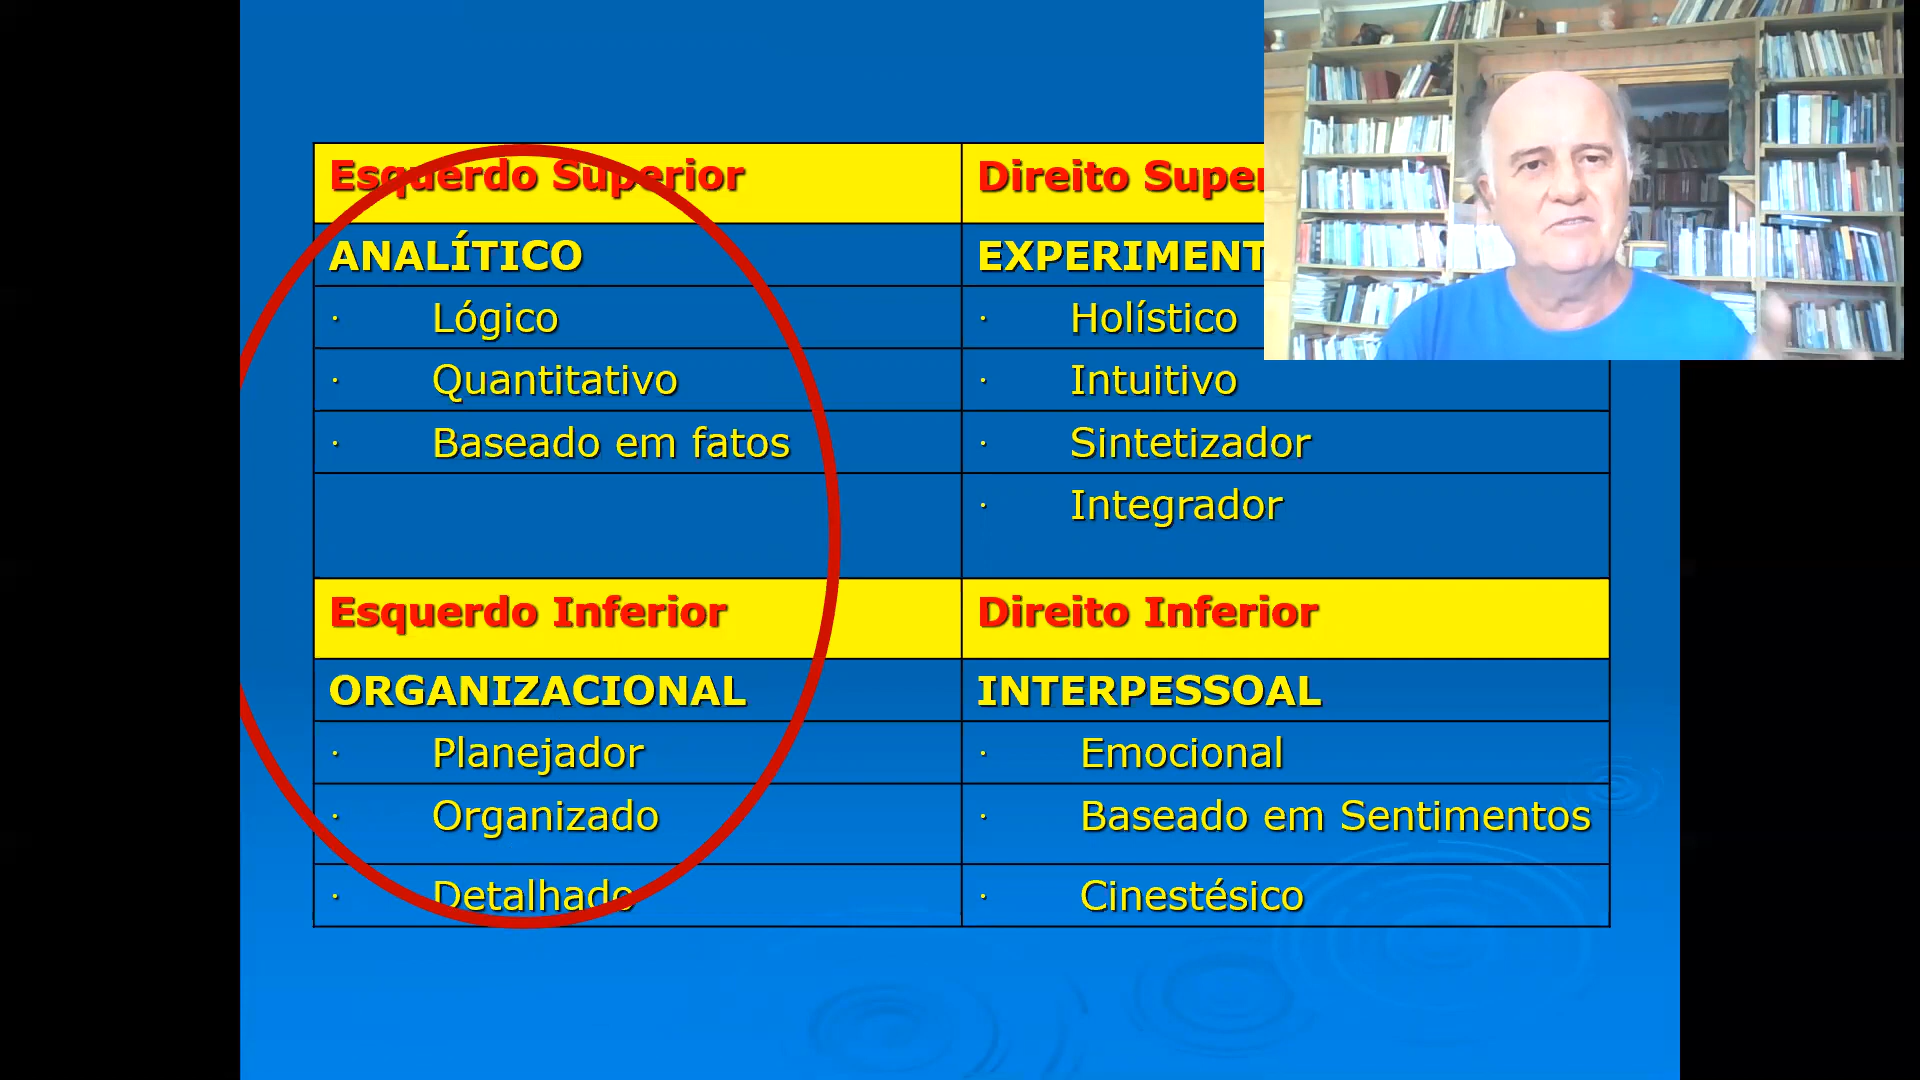 Esquerdo Superior
Direito Super
ANALÍTICO
EXPERIMENT
· Lógico
· Holístico
· Quantitativo
· Intuitivo
· Baseado em fatos
· Sintetizador
· Integrador
Esquerdo Inferior
Direito Inferior
ORGANIZACIONAL
INTERPESSOAL
· Planejador
· Emocional
· Organizado
· Baseado em Sentimentos
· Detalhado
· Cinestésico